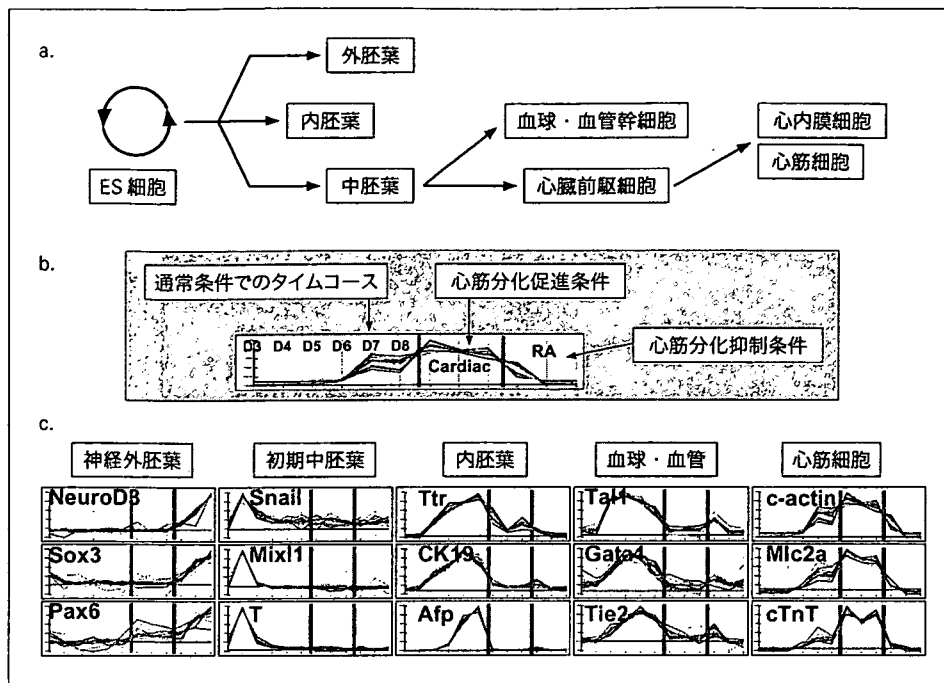 a.
外胚葉
内胚葉
中胚葉
ES 細胞
血球・血管幹細胞
心臓前駆細胞
心内膜細胞
心筋細胞
b.
通常条件でのタイムコース
心筋分化促進条件
心筋分化抑制条件
D3 D4 D5 D6 D7 D8
Cardiac
RA
c.
神経外胚葉
初期中胚葉
内胚葉
血球・血管
心筋細胞
NeuroD3
Snail
Ttr
Tal1
c-actin
Sox3
Mixl1
CK19
Gata1
Mlc2a
Pax6
T
Afp
Tie2
cTnT